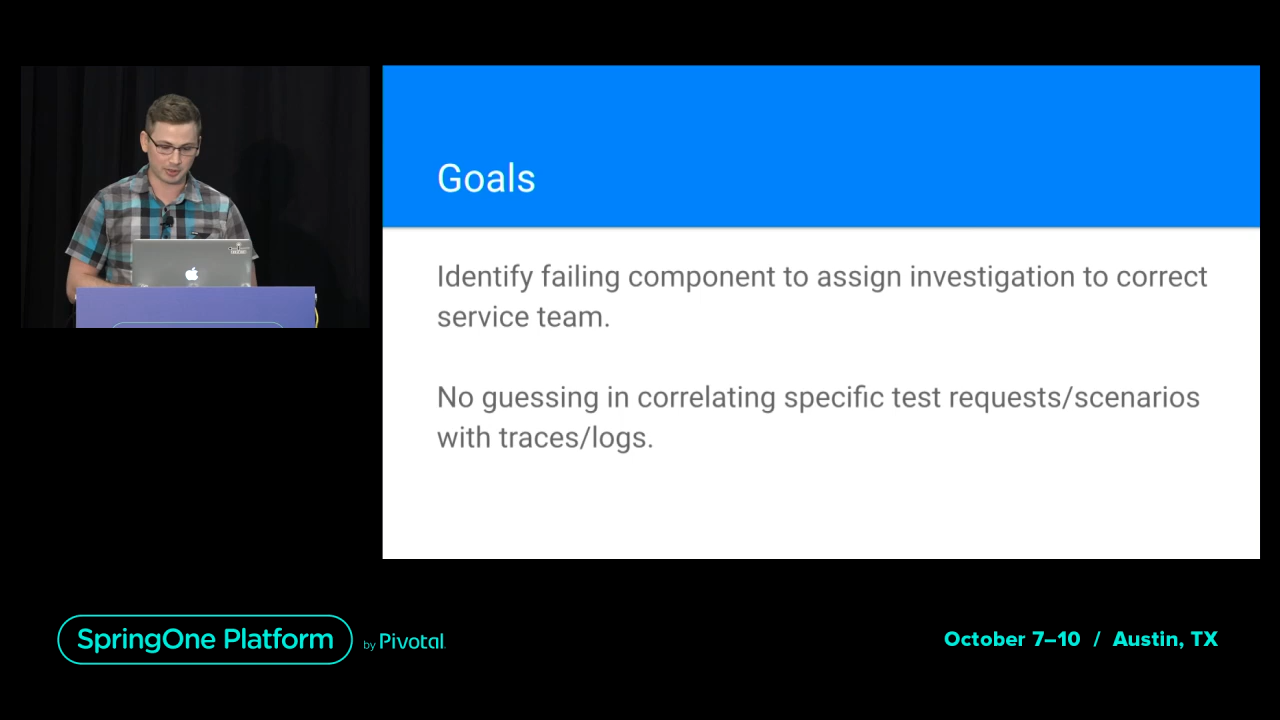 Goals
Identify failing component to assign investigation to correct
service team.
No guessing in correlating specific test requests/scenarios
with traces/logs.
SpringOne Platform by Pivotal
October 7–10 / Austin, TX